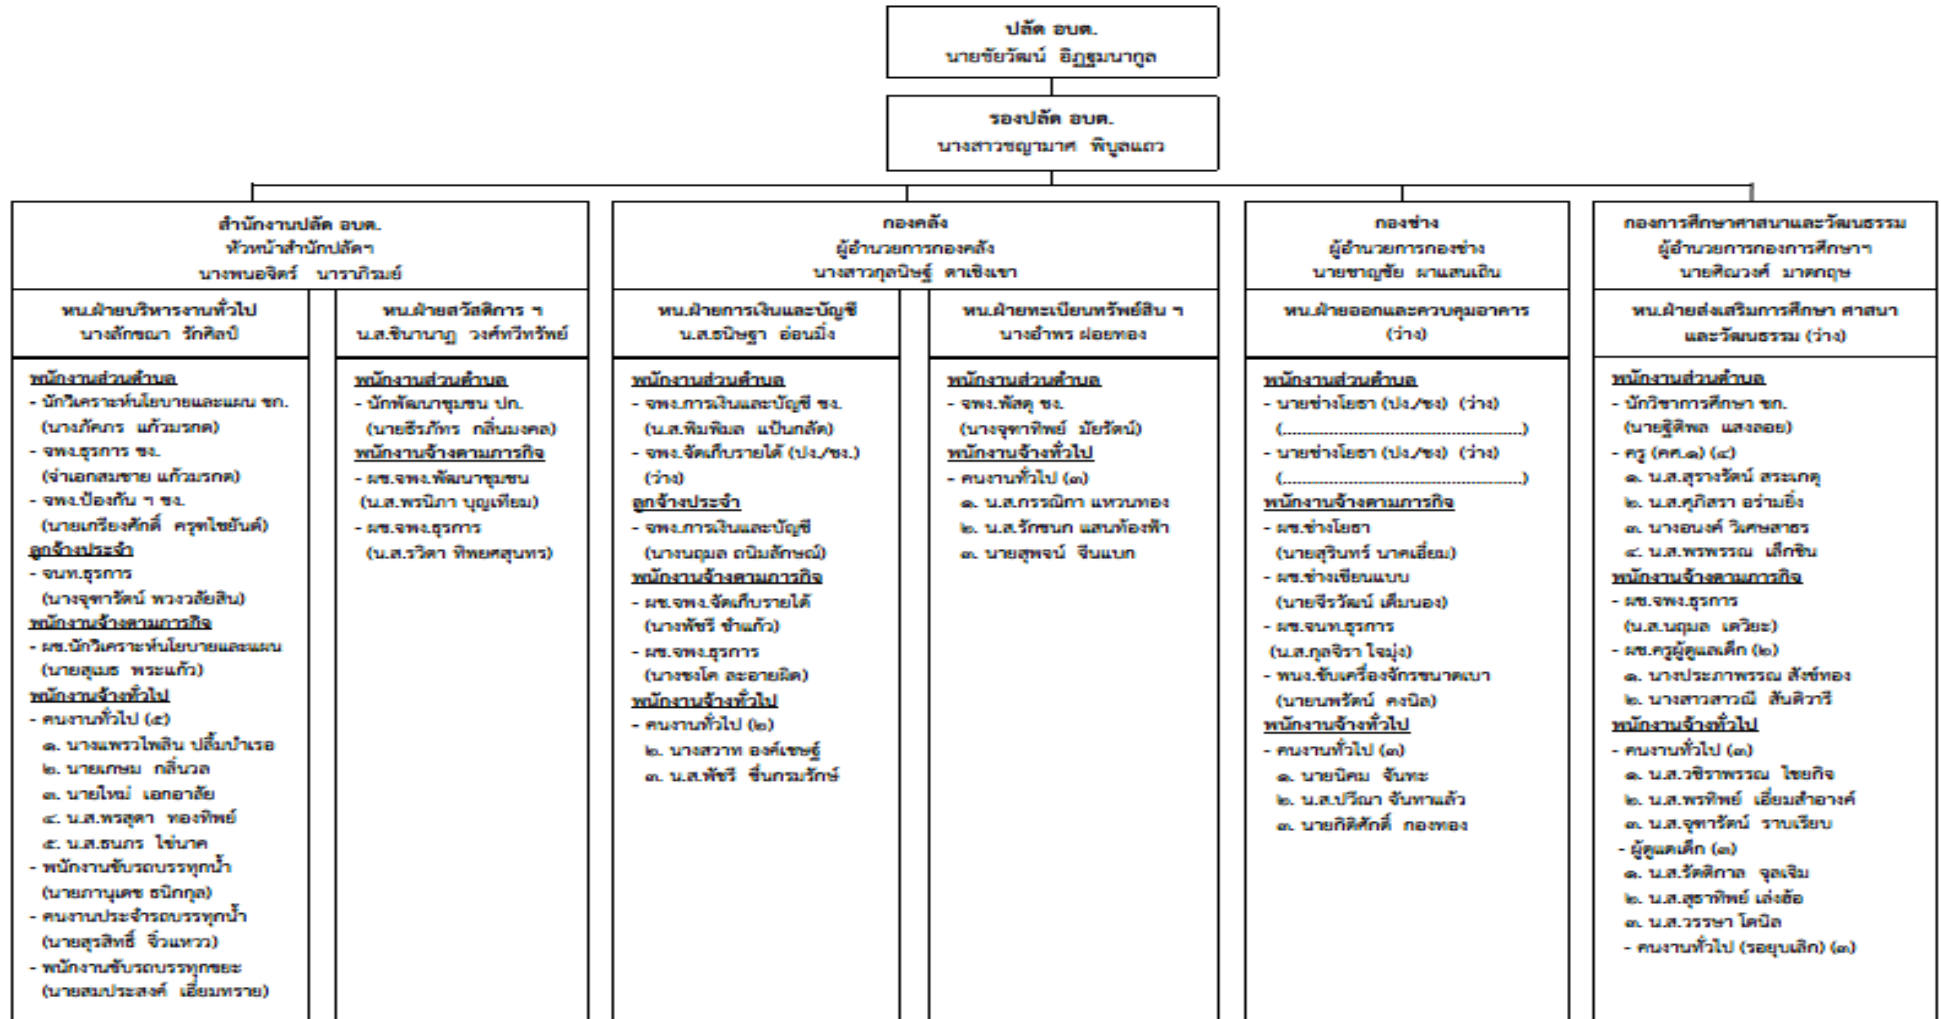 ปลัด อบต.
นายชัยวัฒน์ อิฏฐมนากูล
รองปลัด อบต.
นางสาวชญามาศ พิบูลแถว
สำนักงานปลัด อบต.
หัวหน้าสำนักปลัดฯ
นางพนอจิตร์ นาราภิรมย์
หน.ฝ่ายบริหารงานทั่วไป
นางลักขณา รักศิลป์
พนักงานส่วนตำบล
- นักวิเคราะห์นโยบายและแผน ชก.
(นางภัคภร แก้วมรกต)
- จพง.ธุรการ ชง.
(จ่าเอกสมชาย แก้วมรกต)
- จพง.ป้องกัน ฯ ชง.
(นายเกรียงศักดิ์ ครุฑไชยันต์)
ลูกจ้างประจำ
- จนท.ธุรการ
(นางจุฑารัตน์ พวงวลัยสิน)
พนักงานจ้างตามภารกิจ
- ผช.นักวิเคราะห์นโยบายและแผน
(นายสุเมธ พระแก้ว)
พนักงานจ้างทั่วไป
- คนงานทั่วไป (๕)
๑. นางแพรวไพลิน ปลื้มบำเรอ
๒. นายเกษม กลิ่นวล
๓. นายใหม่ เอกอาลัย
๔. น.ส.พรสุดา ทองทิพย์
๕. น.ส.ธนภร ไข่นาค
- พนักงานขับรถบรรทุกน้ำ
(นายภานุเดช ธนิกกุล)
- คนงานประจำรถบรรทุกน้ำ
(นายสุรสิทธิ์ จิ๋วแหวว)
- พนักงานขับรถบรรทุกขยะ
(นายสมประสงค์ เอี่ยมทราย)
หน.ฝ่ายสวัสดิการ ฯ
น.ส.ชินานาฏ วงศ์ทวีทรัพย์
พนักงานส่วนตำบล
- นักพัฒนาชุมชน ปก.
(นายธีรภัทร กลิ่นมงคล)
พนักงานจ้างตามภารกิจ
- ผช.จพง.พัฒนาชุมชน
(น.ส.พรนิภา บุญเทียม)
- ผช.จพง.ธุรการ
(น.ส.รวิตา ทิพยศสุนทร)
กองคลัง
ผู้อำนวยการกองคลัง
นางสาวกุลนิษฐ์ ดาเชิงเขา
หน.ฝ่ายการเงินและบัญชี
น.ส.ธนิษฐา อ่อนมิ่ง
พนักงานส่วนตำบล
- จพง.การเงินและบัญชี ชง.
(น.ส.พิมพิมล แป้นกลัด)
- จพง.จัดเก็บรายได้ (ปง./ชง.)
(ว่าง)
ลูกจ้างประจำ
- จพง.การเงินและบัญชี
(นางนฤมล ถนิมลักษณ์)
พนักงานจ้างตามภารกิจ
- ผช.จพง.จัดเก็บรายได้
(นางพัชรี ขำแก้ว)
- ผช.จพง.ธุรการ
(นางชงโค ละอายผิด)
พนักงานจ้างทั่วไป
- คนงานทั่วไป (๒)
๒. นางสวาท องค์เชษฐ์
๓. น.ส.พัชรี ชื่นกรมรักษ์
หน.ฝ่ายทะเบียนทรัพย์สิน ฯ
นางอำพร ฝอยทอง
พนักงานส่วนตำบล
- จพง.พัสดุ ชง.
(นางจุฑาทิพย์ มัยรัตน์)
พนักงานจ้างทั่วไป
- คนงานทั่วไป (๓)
๑. น.ส.กรรณิกา แหวนทอง
๒. น.ส.รักชนก แสนท้องฟ้า
๓. นายสุพจน์ จีนแบก
กองช่าง
ผู้อำนวยการกองช่าง
นายชาญชัย ผาแสนเถิน
หน.ฝ่ายออกและควบคุมอาคาร
(ว่าง)
พนักงานส่วนตำบล
- นายช่างโยธา (ปง./ชง) (ว่าง)
(................................................)
- นายช่างโยธา (ปง./ชง) (ว่าง)
(................................................)
พนักงานจ้างตามภารกิจ
- ผช.ช่างโยธา
(นายสุรินทร์ นาคเอี่ยม)
- ผช.ช่างเขียนแบบ
(นายจีรวัฒน์ เต็มนอง)
- ผช.จนท.ธุรการ
(น.ส.กุลจิรา ใจมุ่ง)
- พนง.ขับเครื่องจักรขนาดเบา
(นายนพรัตน์ คงนิล)
พนักงานจ้างทั่วไป
- คนงานทั่วไป (๓)
๑. นายนิคม จันทะ
๒. น.ส.ปวีณา จันทาแล้ว
๓. นายกิติศักดิ์ กองทอง
กองการศึกษาศาสนาและวัฒนธรรม
ผู้อำนวยการกองการศึกษาฯ
นายศิณวงศ์ มาตกฤษ
หน.ฝ่ายส่งเสริมการศึกษา ศาสนา
และวัฒนธรรม (ว่าง)
พนักงานส่วนตำบล
- นักวิชาการศึกษา ชก.
(นายฐิติพล แสงลอย)
- ครู (คศ.๑) (๔)
๑. น.ส.สุรางรัตน์ สระเกตุ
๒. น.ส.ศุภิสรา อร่ามยิ่ง
๓. นางอนงค์ วิเศษสาธร
๔. น.ส.พรพรรณ เล็กชิน
พนักงานจ้างตามภารกิจ
- ผช.จพง.ธุรการ
(น.ส.นฤมล เควิยะ)
- ผช.ครูผู้ดูแลเด็ก (๒)
๑. นางประภาพรรณ สังข์ทอง
๒. นางสาวสาวณี สันติวารี
พนักงานจ้างทั่วไป
- คนงานทั่วไป (๓)
๑. น.ส.วชิราพรรณ ไชยกิจ
๒. น.ส.พรทิพย์ เอี่ยมสำอางค์
๓. น.ส.จุฑารัตน์ ราบเรียบ
- ผู้ดูแดเด็ก (๓)
๑. น.ส.รัตติกาล จุลเจิม
๒. น.ส.สุธาทิพย์ เล่งฮ้อ
๓. น.ส.วรรษา โคนิล
- คนงานทั่วไป (รอยุบเลิก) (๓)